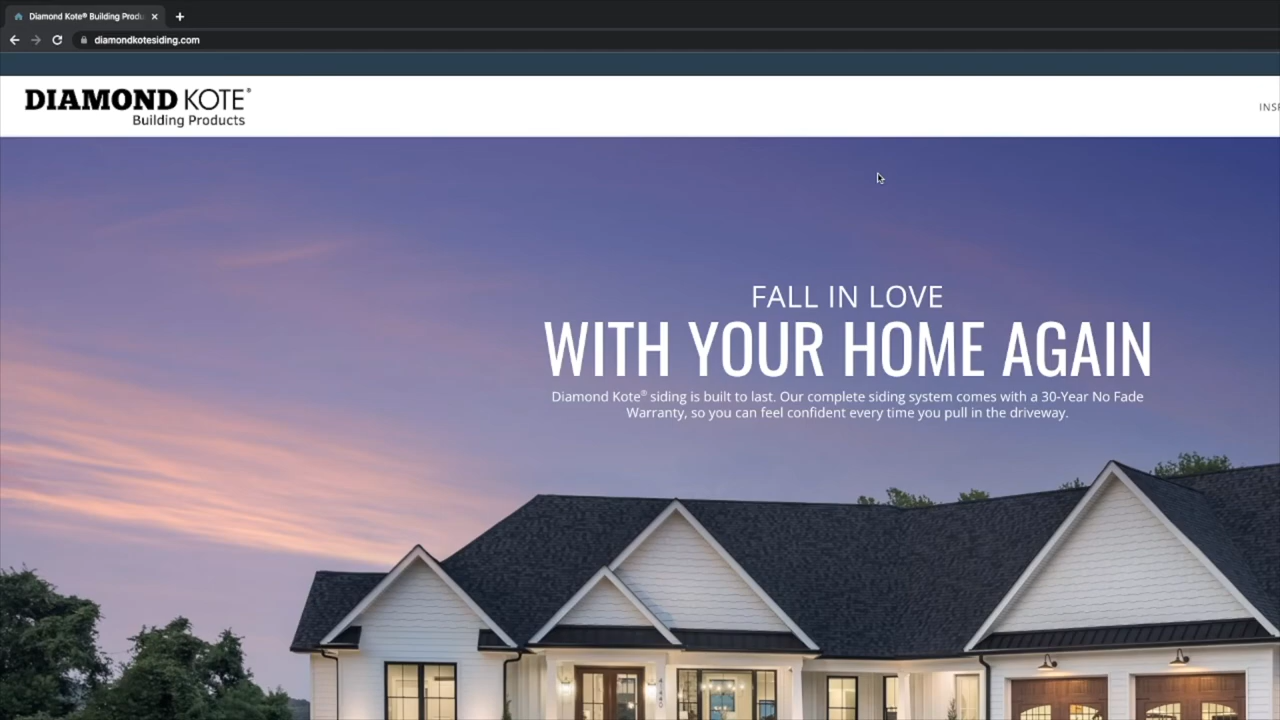 Diamond Kote® Building Produ
diamondkotesiding.com
DIAMOND KOTE®
Building Products
INSP
FALL IN LOVE
WITH YOUR HOME AGAIN
Diamond Kote® siding is built to last. Our complete siding system comes with a 30-Year No Fade
Warranty, so you can feel confident every time you pull in the driveway.